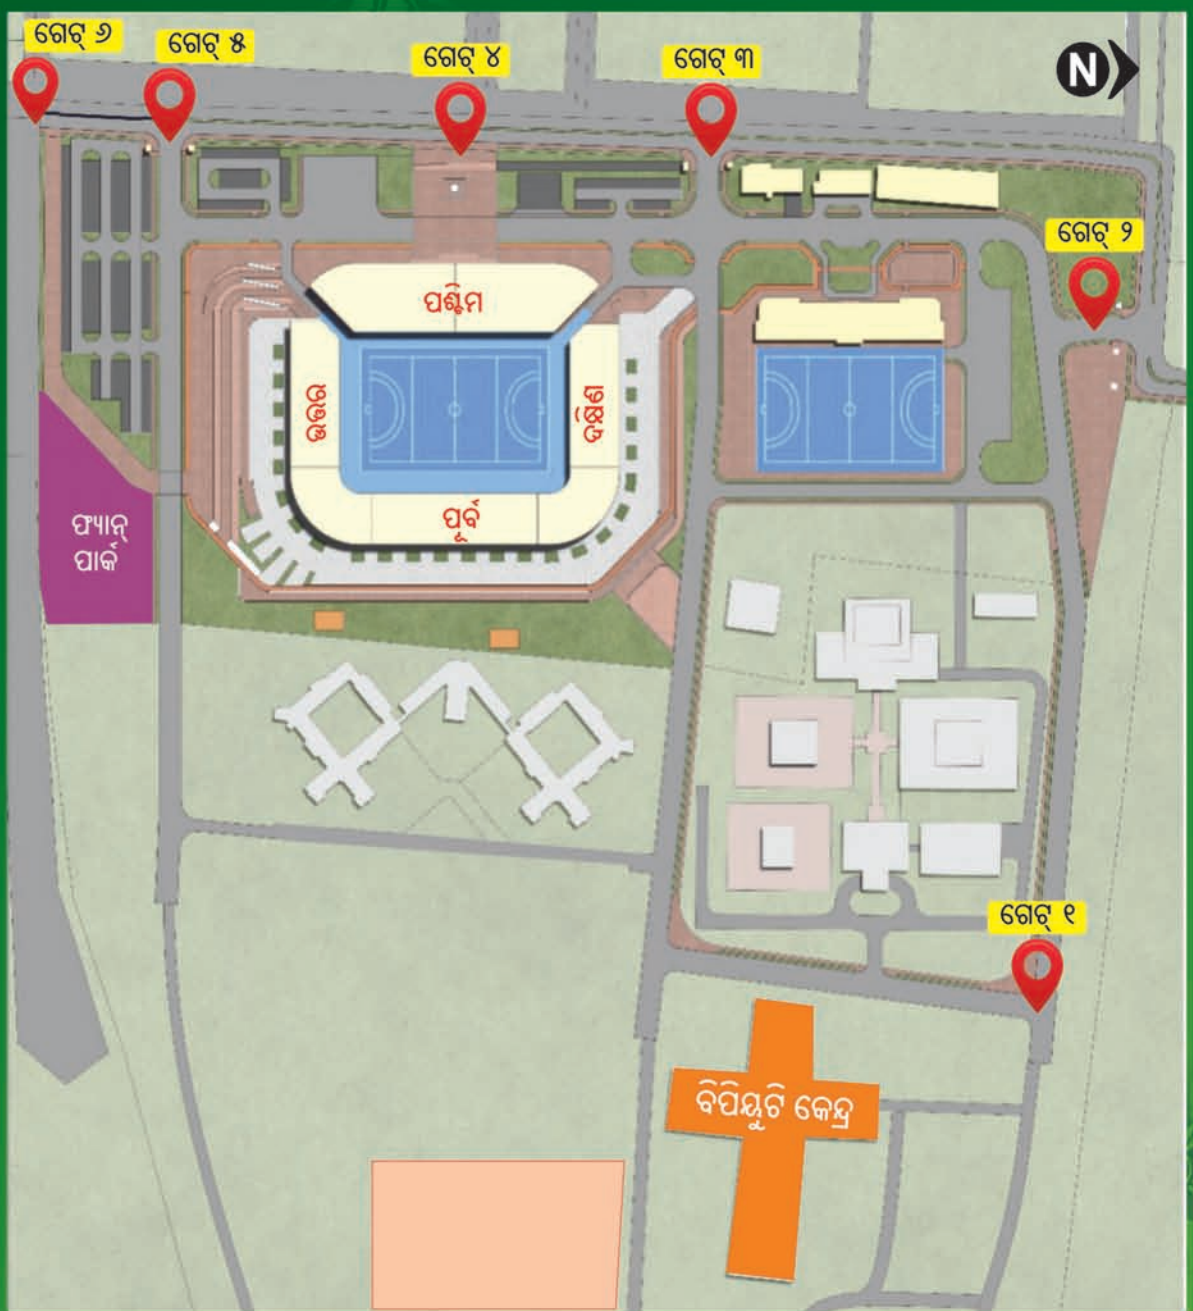 ଗେଟ୍ ୬
ଗେଟ୍ ୫
ଗେଟ୍ ୪
ଗେଟ୍ ୩
N
ଗେଟ୍ ୨
ପଶ୍ଚିମ
ଉତ୍ତର
ଦକ୍ଷିଣ
ପୂର୍ବ
ଫ୍ୟାନ୍
ପାର୍କ
ଗେଟ୍ ୧
ବିପିୟୁଟି କେନ୍ଦ୍ର